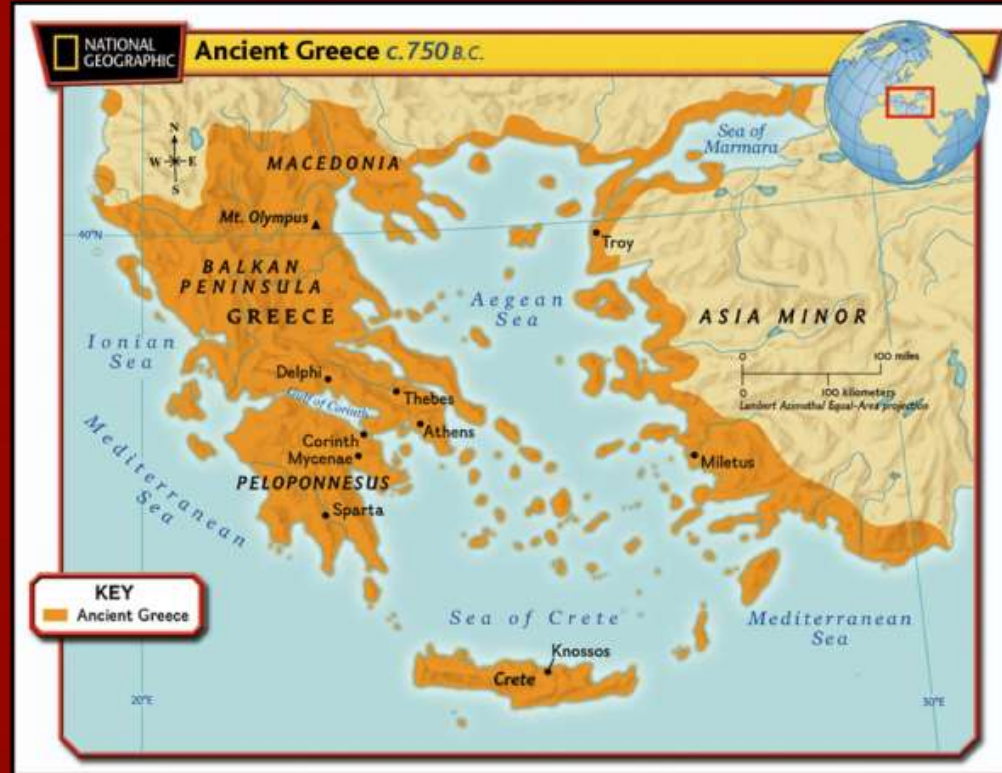 NATIONAL
GEOGRAPHIC
Ancient Greece c.750 B.C.
Sea of
Marmara
N
W E
S
MACEDONIA
Mt. Olympus
40°N
Troy
BALKAN
PENINSULA
GREECE
Aegean
Sea
ASIA MINOR
Ionian
Sea
0 100 miles
0 100 kilometers
Lambert Azimuthal Equal-Area projection
Delphi
Gulf of Corinth
Thebes
Athens
Corinth
Mycenae
Miletus
Mediterranean
Sea
PELOPONNESUS
Sparta
KEY
Ancient Greece
Sea of Crete
Mediterranean
Sea
Knossos
Crete
20°E
30°E